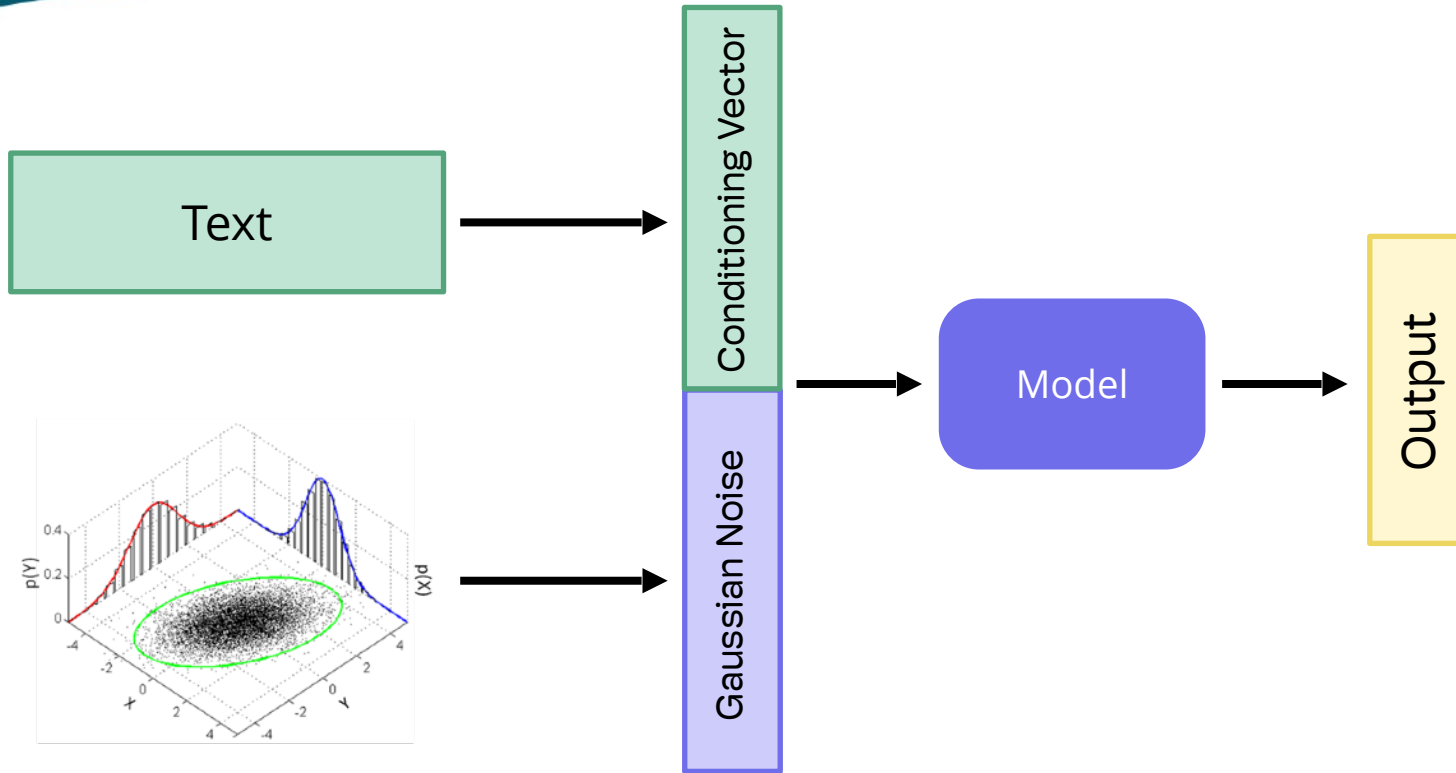 Text
Conditioning Vector
Gaussian Noise
Model
Output
0.4
0.2
0
p(Y)
p(X)
-4
-2
0
2
4
X
-4
-2
0
2
4
Y